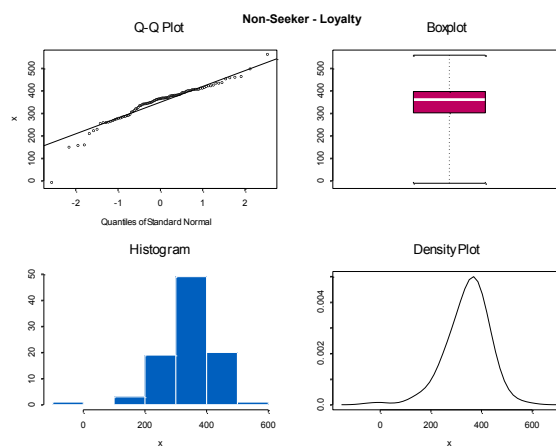 Non-Seeker - Loyalty
Q-Q Plot
x
0 100 200 300 400 500
-2 -1 0 1 2
Quantiles of Standard Normal
Boxplot
0 100 200 300 400 500
Histogram
0 10 20 30 40 50
0 200 400 600
x
Density Plot
0.0 0.002 0.004
0 200 400 600
x